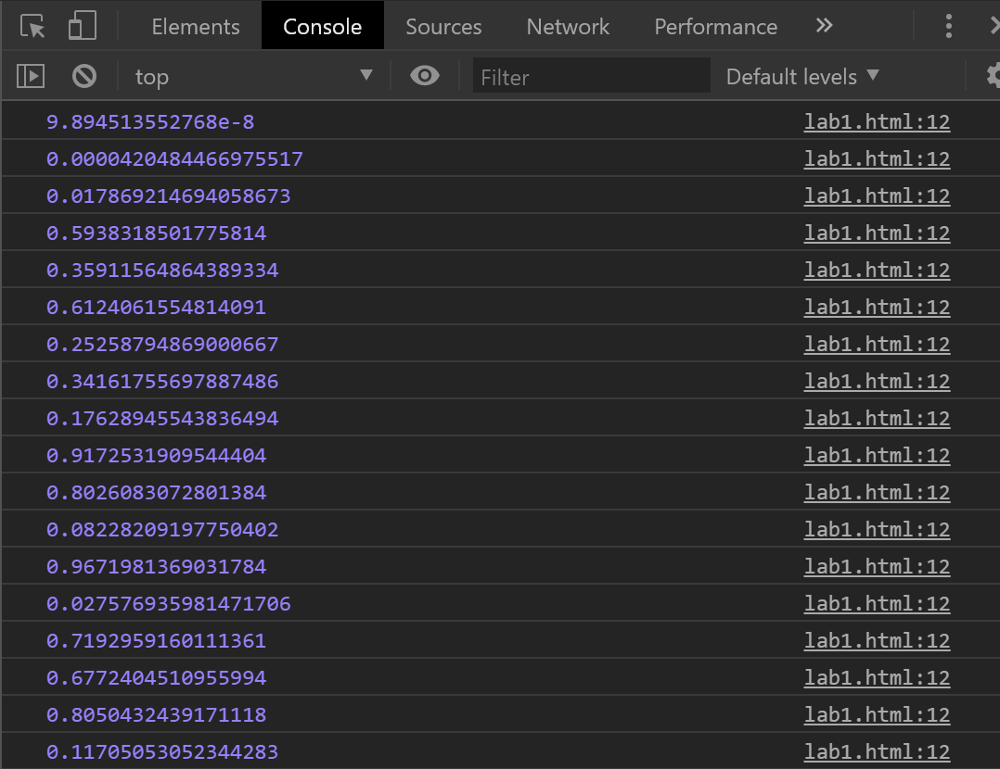 Elements Console Sources Network Performance »
top Filter Default levels
9.894513552768e-8 lab1.html:12
0.0000420484466975517 lab1.html:12
0.017869214694058673 lab1.html:12
0.5938318501775814 lab1.html:12
0.35911564864389334 lab1.html:12
0.6124061554814091 lab1.html:12
0.25258794869000667 lab1.html:12
0.34161755697887486 lab1.html:12
0.17628945543836494 lab1.html:12
0.9172531909544404 lab1.html:12
0.8026083072801384 lab1.html:12
0.08228209197750402 lab1.html:12
0.9671981369031784 lab1.html:12
0.027576935981471706 lab1.html:12
0.7192959160111361 lab1.html:12
0.6772404510955994 lab1.html:12
0.8050432439171118 lab1.html:12
0.11705053052344283 lab1.html:12